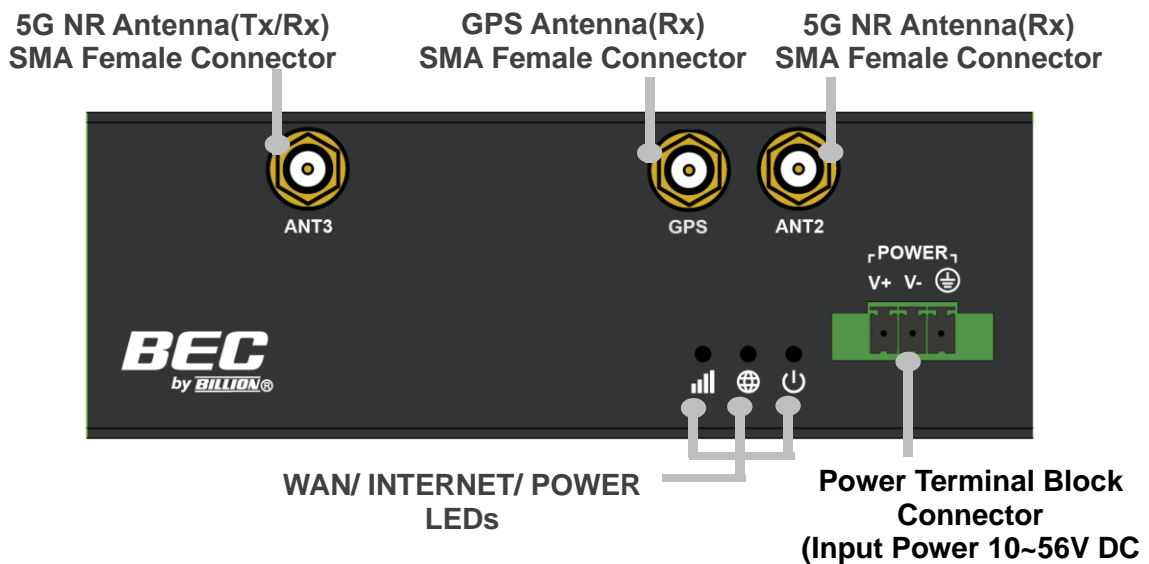 5G NR Antenna(Tx/Rx)
SMA Female Connector
GPS Antenna(Rx)
SMA Female Connector
5G NR Antenna(Rx)
SMA Female Connector
ANT3
GPS
ANT2
POWER
V+ V-
BEC
by BILLION®
WAN/ INTERNET/ POWER
LEDs
Power Terminal Block
Connector
(Input Power 10~56V DC